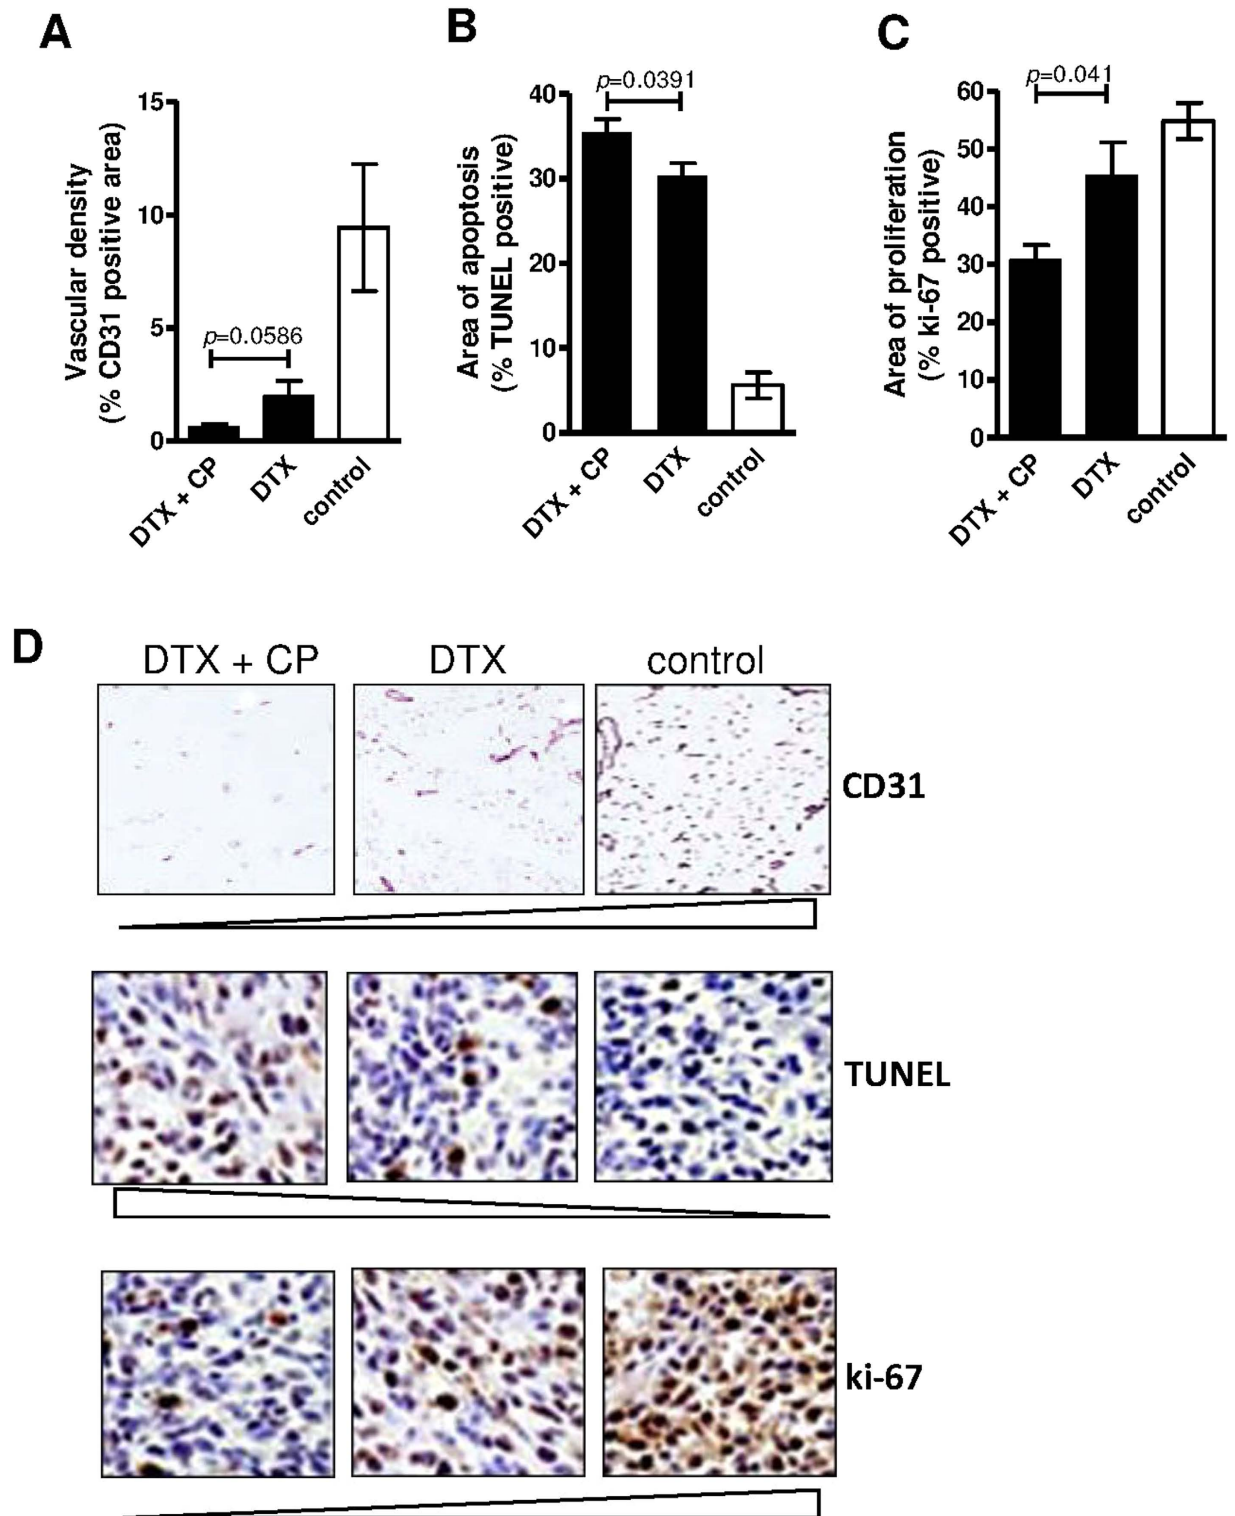 A
B
C
Vascular density
(% CD31 positive area)
15
10
5
0
p=0.0586
DTX + CP
DTX
control
Area of apoptosis
(% TUNEL positive)
40
30
20
10
0
p=0.0391
DTX + CP
DTX
control
Area of proliferation
(% ki-67 positive)
60
50
40
30
20
10
0
p=0.041
DTX + CP
DTX
control
D
DTX + CP
DTX
control
CD31
TUNEL
ki-67